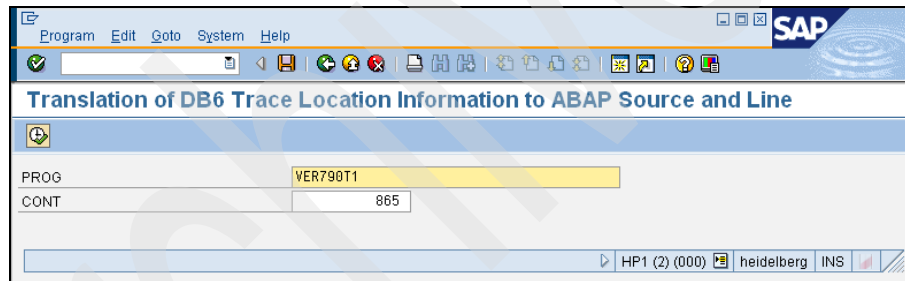 Program Edit Goto System Help
SAP
Translation of DB6 Trace Location Information to ABAP Source and Line
PROG VER790T1
CONT 865
HP1 (2) (000) heidelberg INS